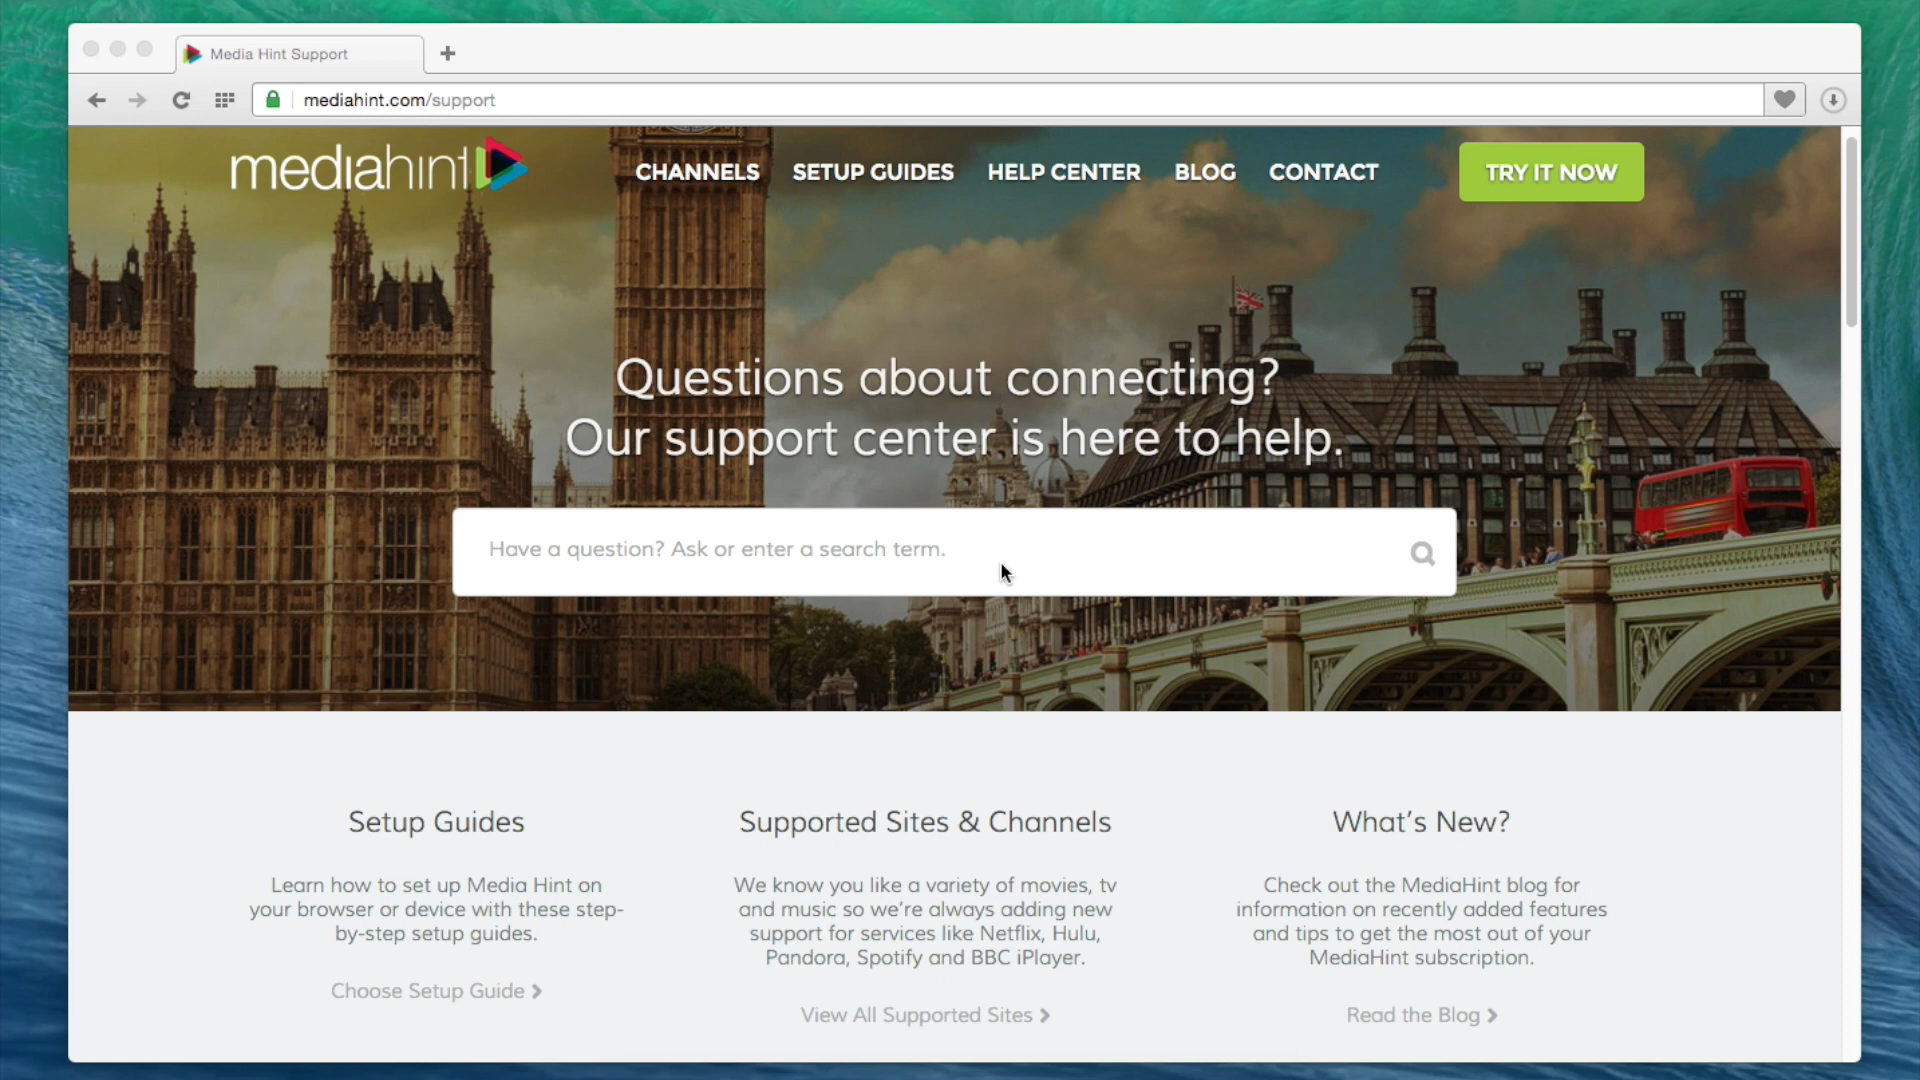 Media Hint Support
mediahint.com/support
mediahint
CHANNELS
SETUP GUIDES
HELP CENTER
BLOG
CONTACT
TRY IT NOW
Questions about connecting?
Our support center is here to help.
Have a question? Ask or enter a search term.
Setup Guides
Learn how to set up Media Hint on
your browser or device with these step-
by-step setup guides.
Choose Setup Guide
Supported Sites & Channels
We know you like a variety of movies, tv
and music so we're always adding new
support for services like Netflix, Hulu,
Pandora, Spotify and BBC iPlayer.
View All Supported Sites
What's New?
Check out the MediaHint blog for
information on recently added features
and tips to get the most out of your
MediaHint subscription.
Read the Blog